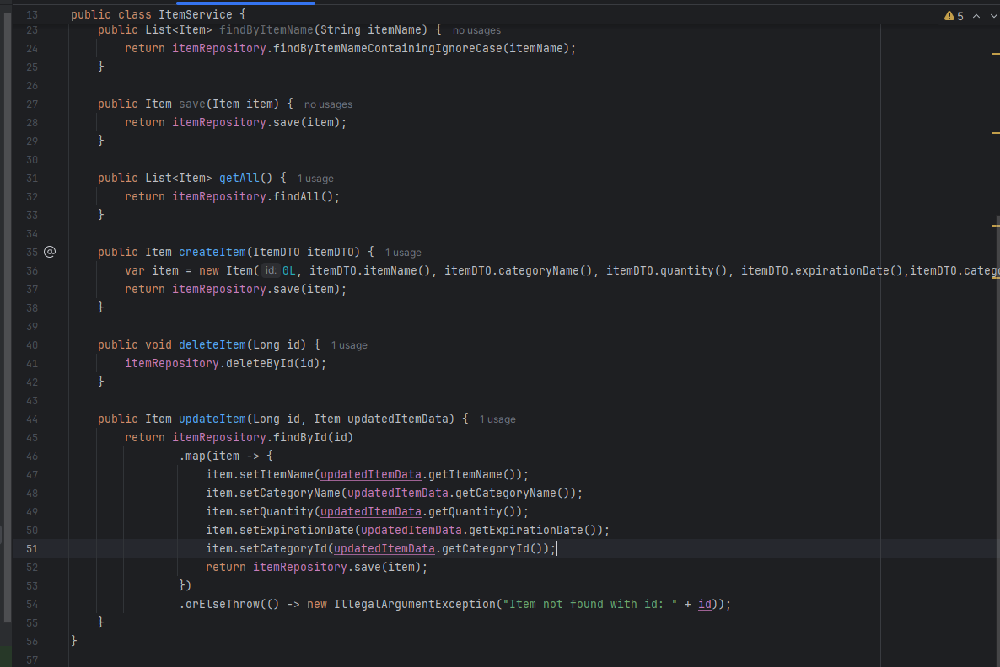 13 public class ItemService { 5
23 public List<Item> findByItemName(String itemName) { no usages
24 return itemRepository.findByItemNameContainingIgnoreCase(itemName);
25 }
26
27 public Item save(Item item) { no usages
28 return itemRepository.save(item);
29 }
30
31 public List<Item> getAll() { 1 usage
32 return itemRepository.findAll();
33 }
34
35 @ public Item createItem(ItemDTO itemDTO) { 1 usage
36 var item = new Item( id: 0L, itemDTO.itemName(), itemDTO.categoryName(), itemDTO.quantity(), itemDTO.expirationDate(),itemDTO.categ
37 return itemRepository.save(item);
38 }
39
40 public void deleteItem(Long id) { 1 usage
41 itemRepository.deleteById(id);
42 }
43
44 public Item updateItem(Long id, Item updatedItemData) { 1 usage
45 return itemRepository.findById(id)
46 .map(item -> {
47 item.setItemName(updatedItemData.getItemName());
48 item.setCategoryName(updatedItemData.getCategoryName());
49 item.setQuantity(updatedItemData.getQuantity());
50 item.setExpirationDate(updatedItemData.getExpirationDate());
51 item.setCategoryId(updatedItemData.getCategoryId());
52 return itemRepository.save(item);
53 })
54 .orElseThrow(() -> new IllegalArgumentException("Item not found with id: " + id));
55 }
56 }
57